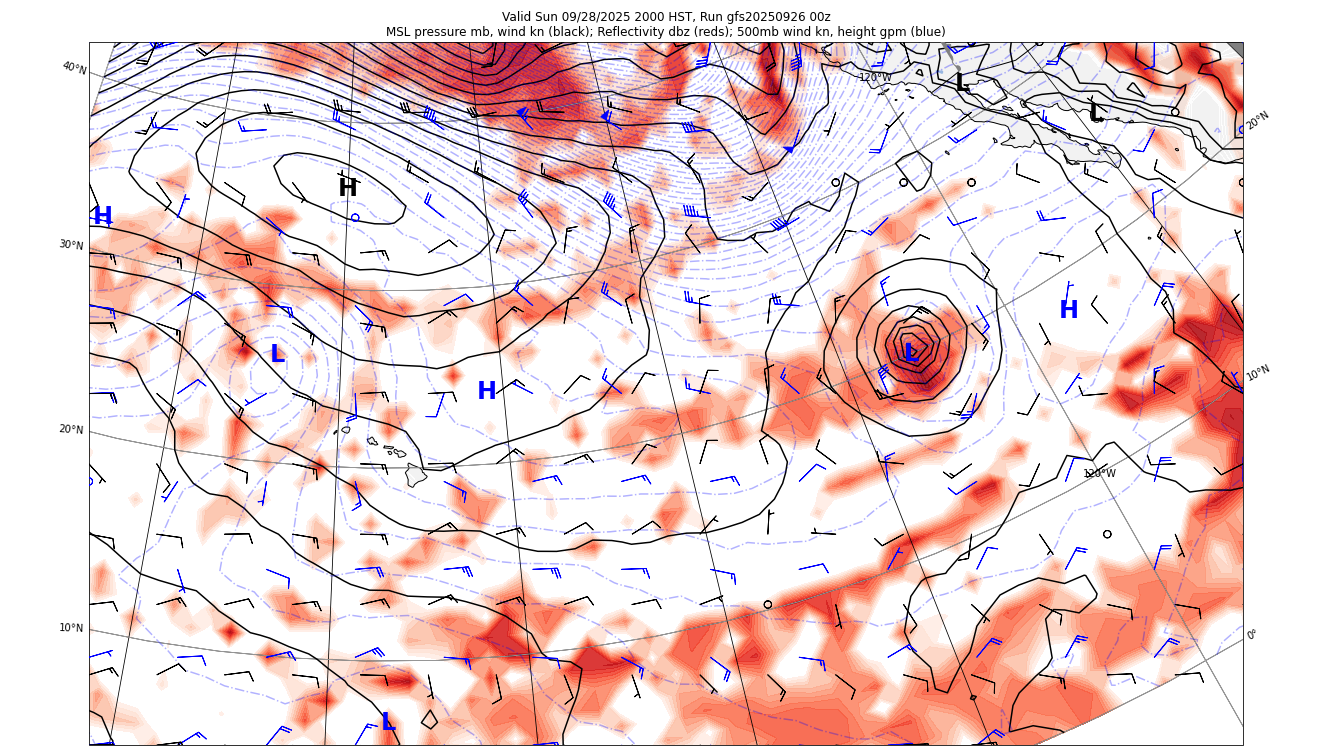 Valid Sun 09/28/2025 2000 HST, Run gfs20250926 00z
MSL pressure mb, wind kn (black); Reflectivity dbz (reds); 500mb wind kn, height gpm (blue)
40°N
120°W
L
L
20°N
H
H
30°N
H
L
L
H
10°N
20°N
120°W
10°N
0°
L